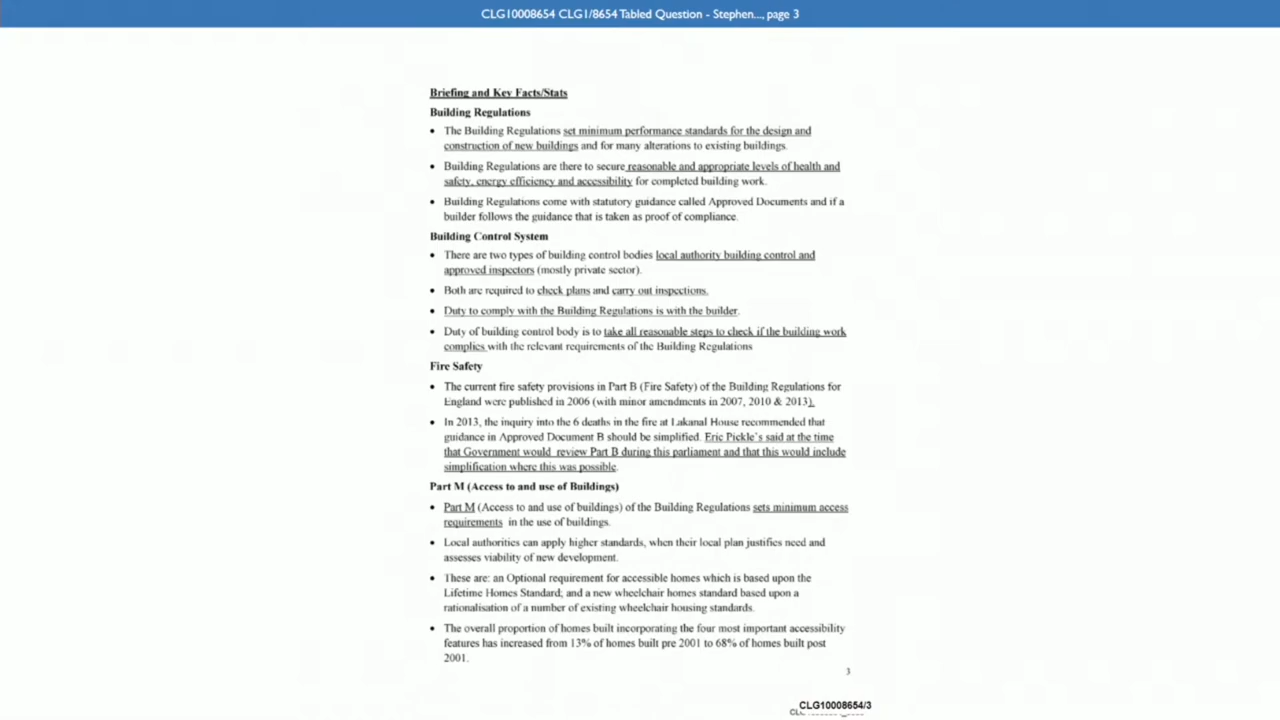 CLG10008654 CLG1/8654 Tabled Question - Stephen..., page 3
Briefing and Key Facts/Stats
Building Regulations
• The Building Regulations set minimum performance standards for the design and
construction of new buildings and for many alterations to existing buildings.
• Building Regulations are there to secure reasonable and appropriate levels of health and
safety, energy efficiency and accessibility for completed building work.
• Building Regulations come with statutory guidance called Approved Documents and if a
builder follows the guidance that is taken as proof of compliance.
Building Control System
• There are two types of building control bodies local authority building control and
approved inspectors (mostly private sector).
• Both are required to check plans and carry out inspections.
• Duty to comply with the Building Regulations is with the builder.
• Duty of building control body is to take all reasonable steps to check if the building work
complies with the relevant requirements of the Building Regulations
Fire Safety
• The current fire safety provisions in Part B (Fire Safety) of the Building Regulations for
England were published in 2006 (with minor amendments in 2007, 2010 & 2013).
• In 2013, the inquiry into the 6 deaths in the fire at Lakanal House recommended that
guidance in Approved Document B should be simplified. Eric Pickle's said at the time
that Government would review Part B during this parliament and that this would include
simplification where this was possible.
Part M (Access to and use of Buildings)
• Part M (Access to and use of buildings) of the Building Regulations sets minimum access
requirements in the use of buildings.
• Local authorities can apply higher standards, when their local plan justifies need and
assesses viability of new development.
• These are: an Optional requirement for accessible homes which is based upon the
Lifetime Homes Standard; and a new wheelchair homes standard based upon a
rationalisation of a number of existing wheelchair housing standards.
• The overall proportion of homes built incorporating the four most important accessibility
features has increased from 13% of homes built pre 2001 to 68% of homes built post
2001.
3
CLG10008654/3